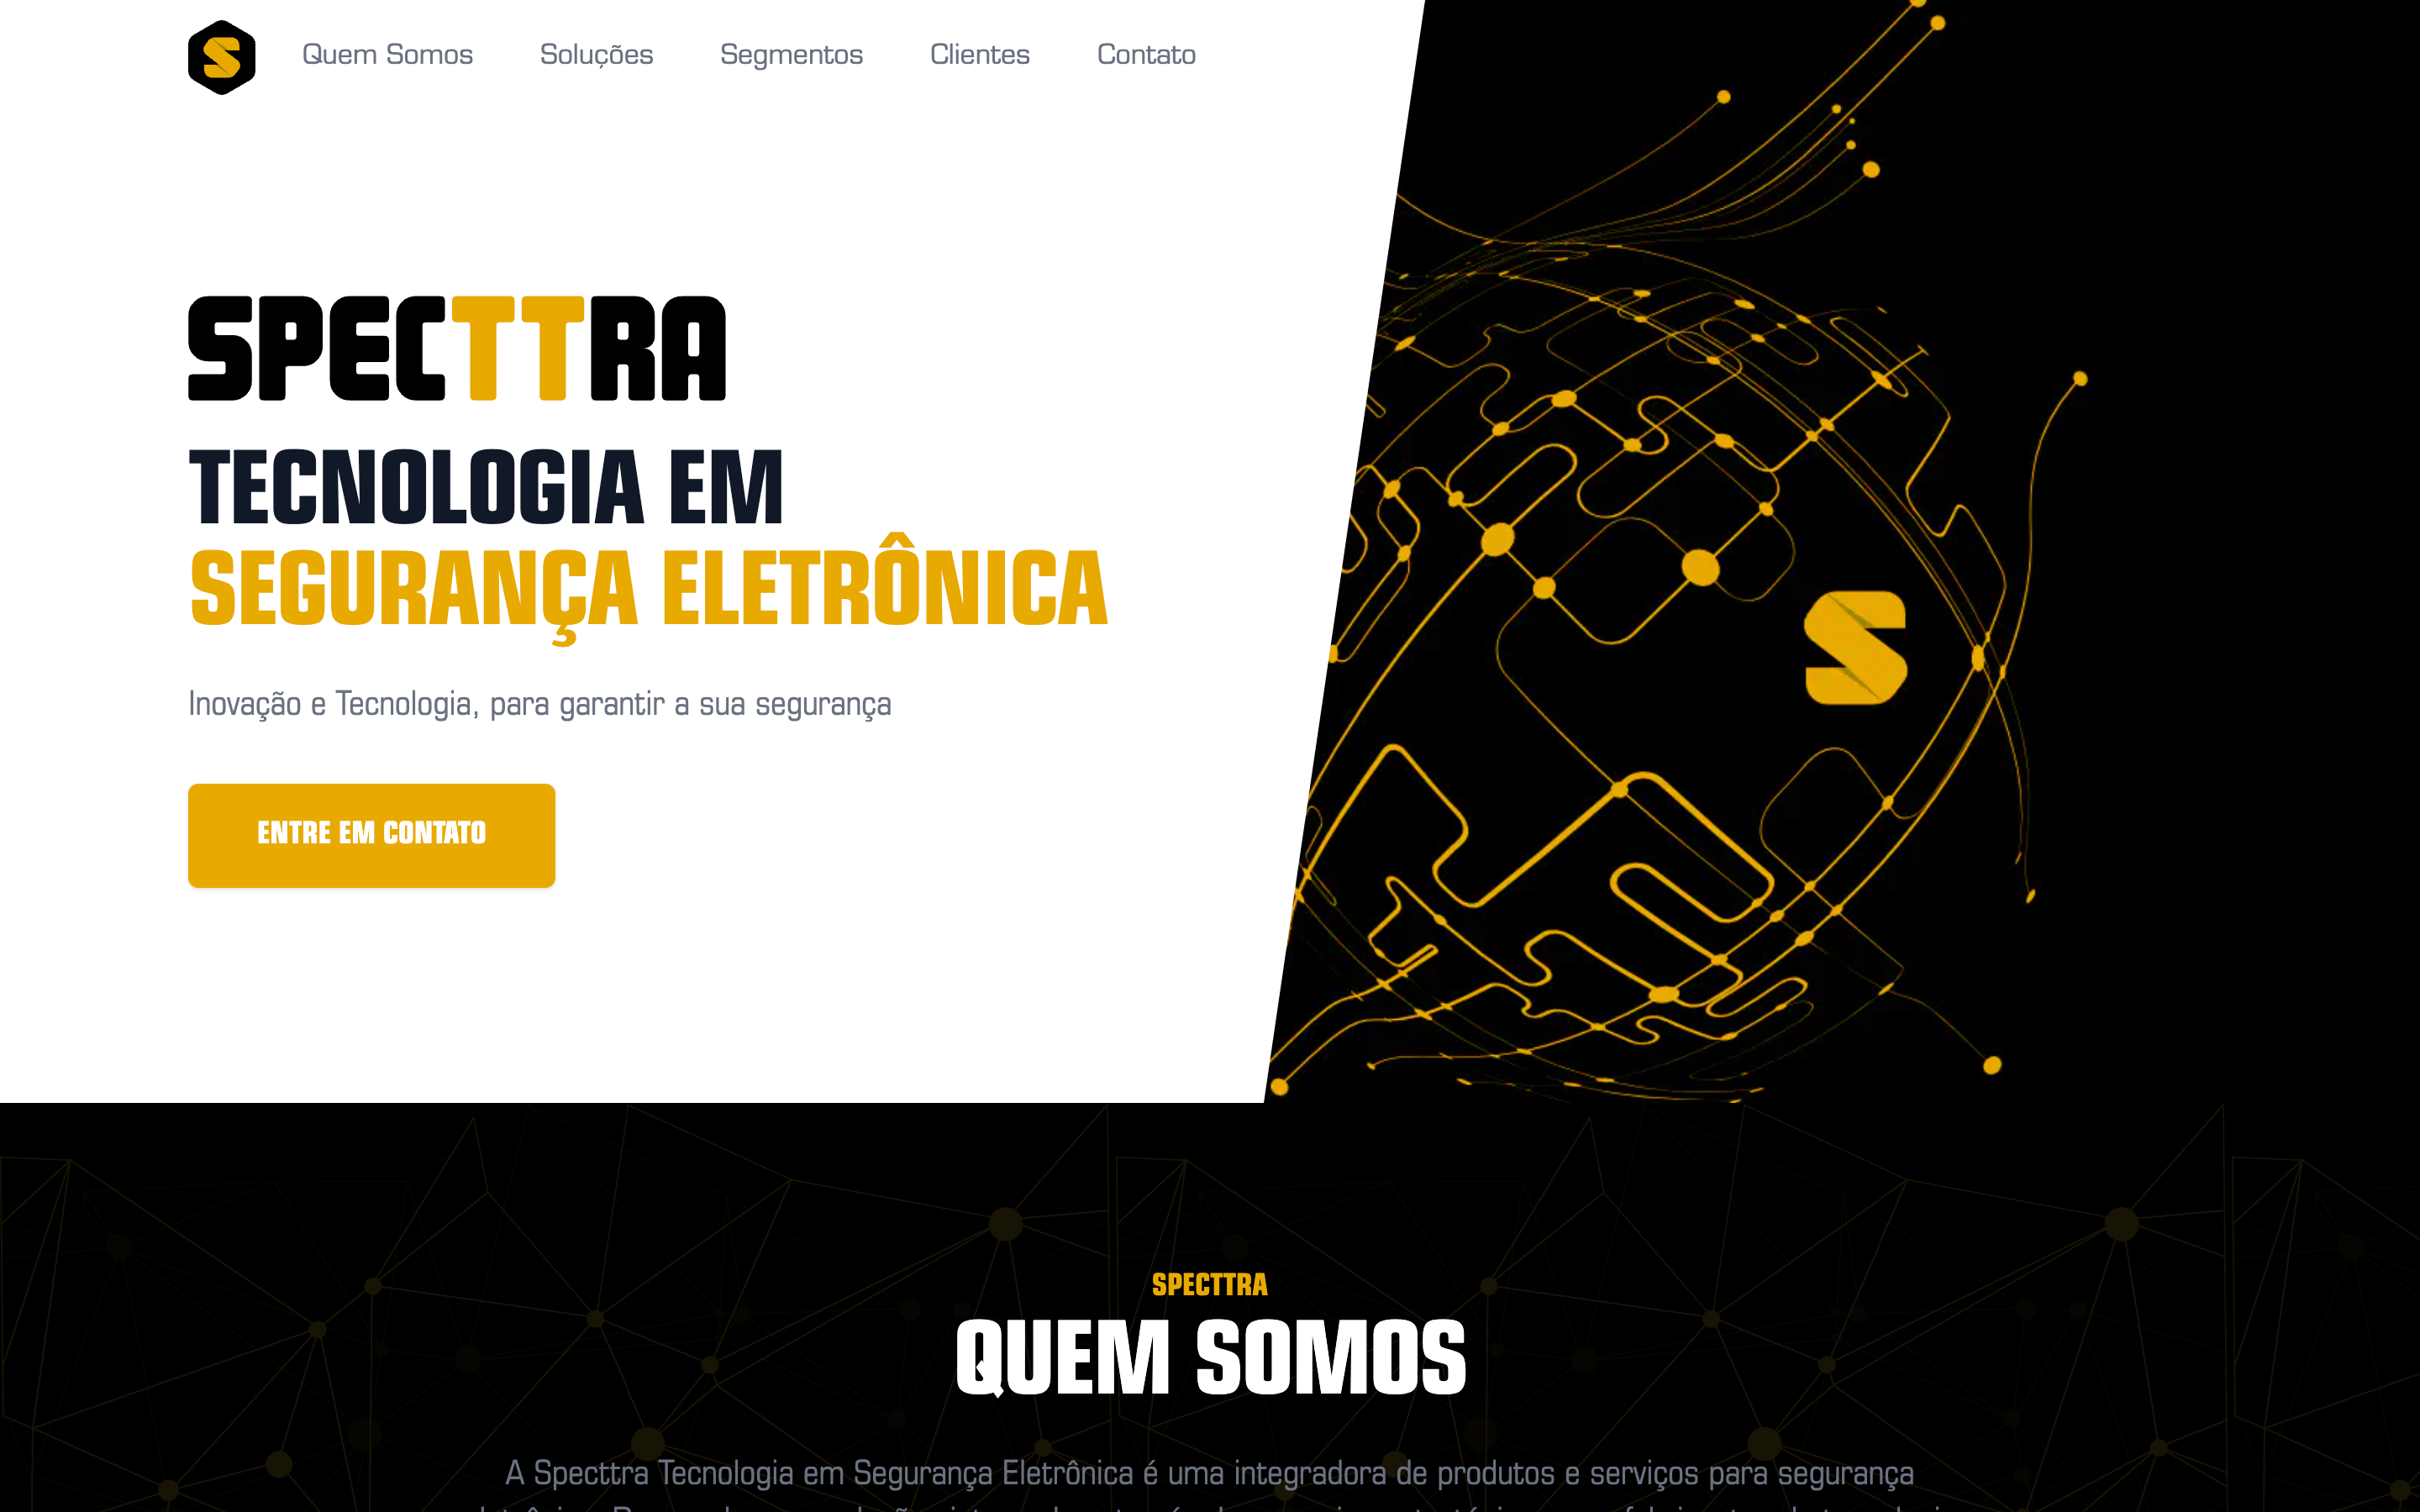 S
Quem Somos
Soluções
Segmentos
Clientes
Contato
SPECTTRA
TECNOLOGIA EM
SEGURANÇA ELETRÔNICA
Inovação e Tecnologia, para garantir a sua segurança
ENTRE EM CONTATO
S
SPECTTRA
QUEM SOMOS
A Specttra Tecnologia em Segurança Eletrônica é uma integradora de produtos e serviços para segurança